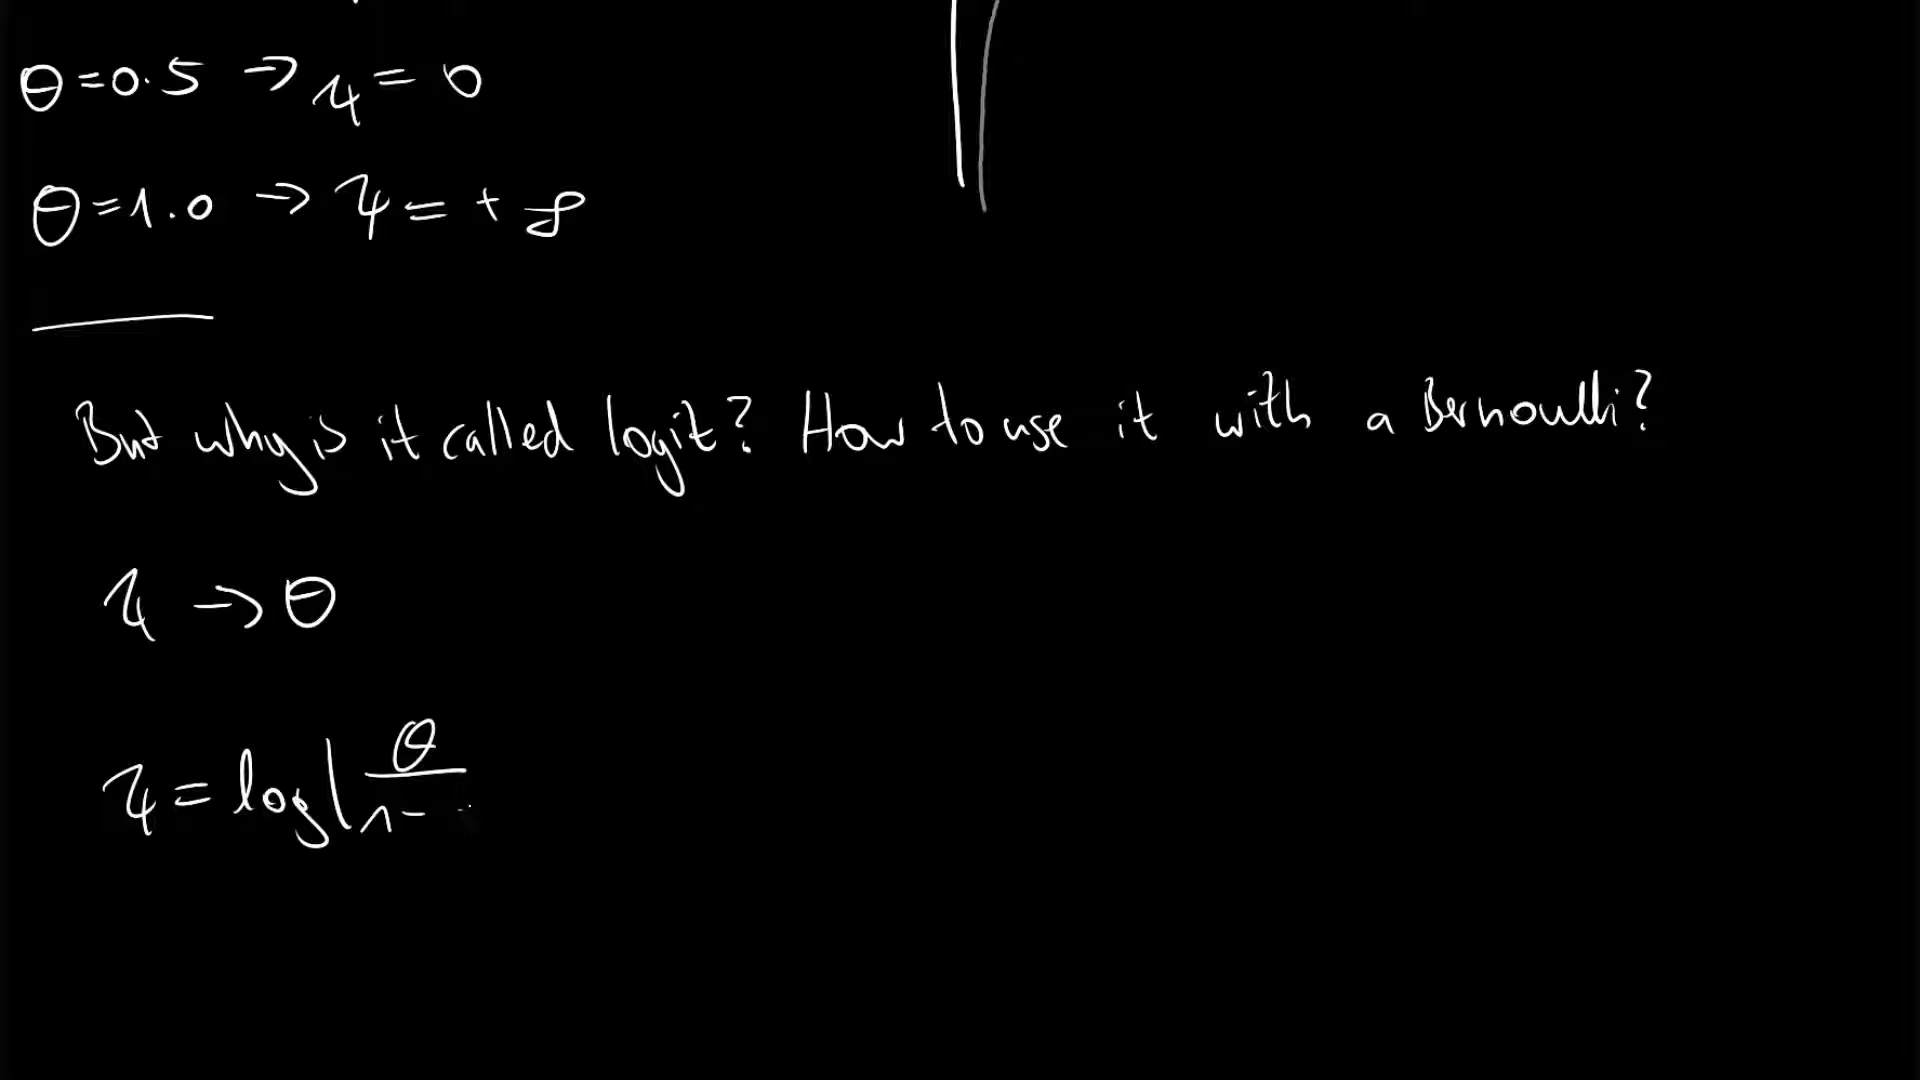 θ=0.5 → η = 0
θ=1.0 → η = + ∞
But why is it called logit? How to use it with a Bernoulli?
η → θ
η = log(θ/1-